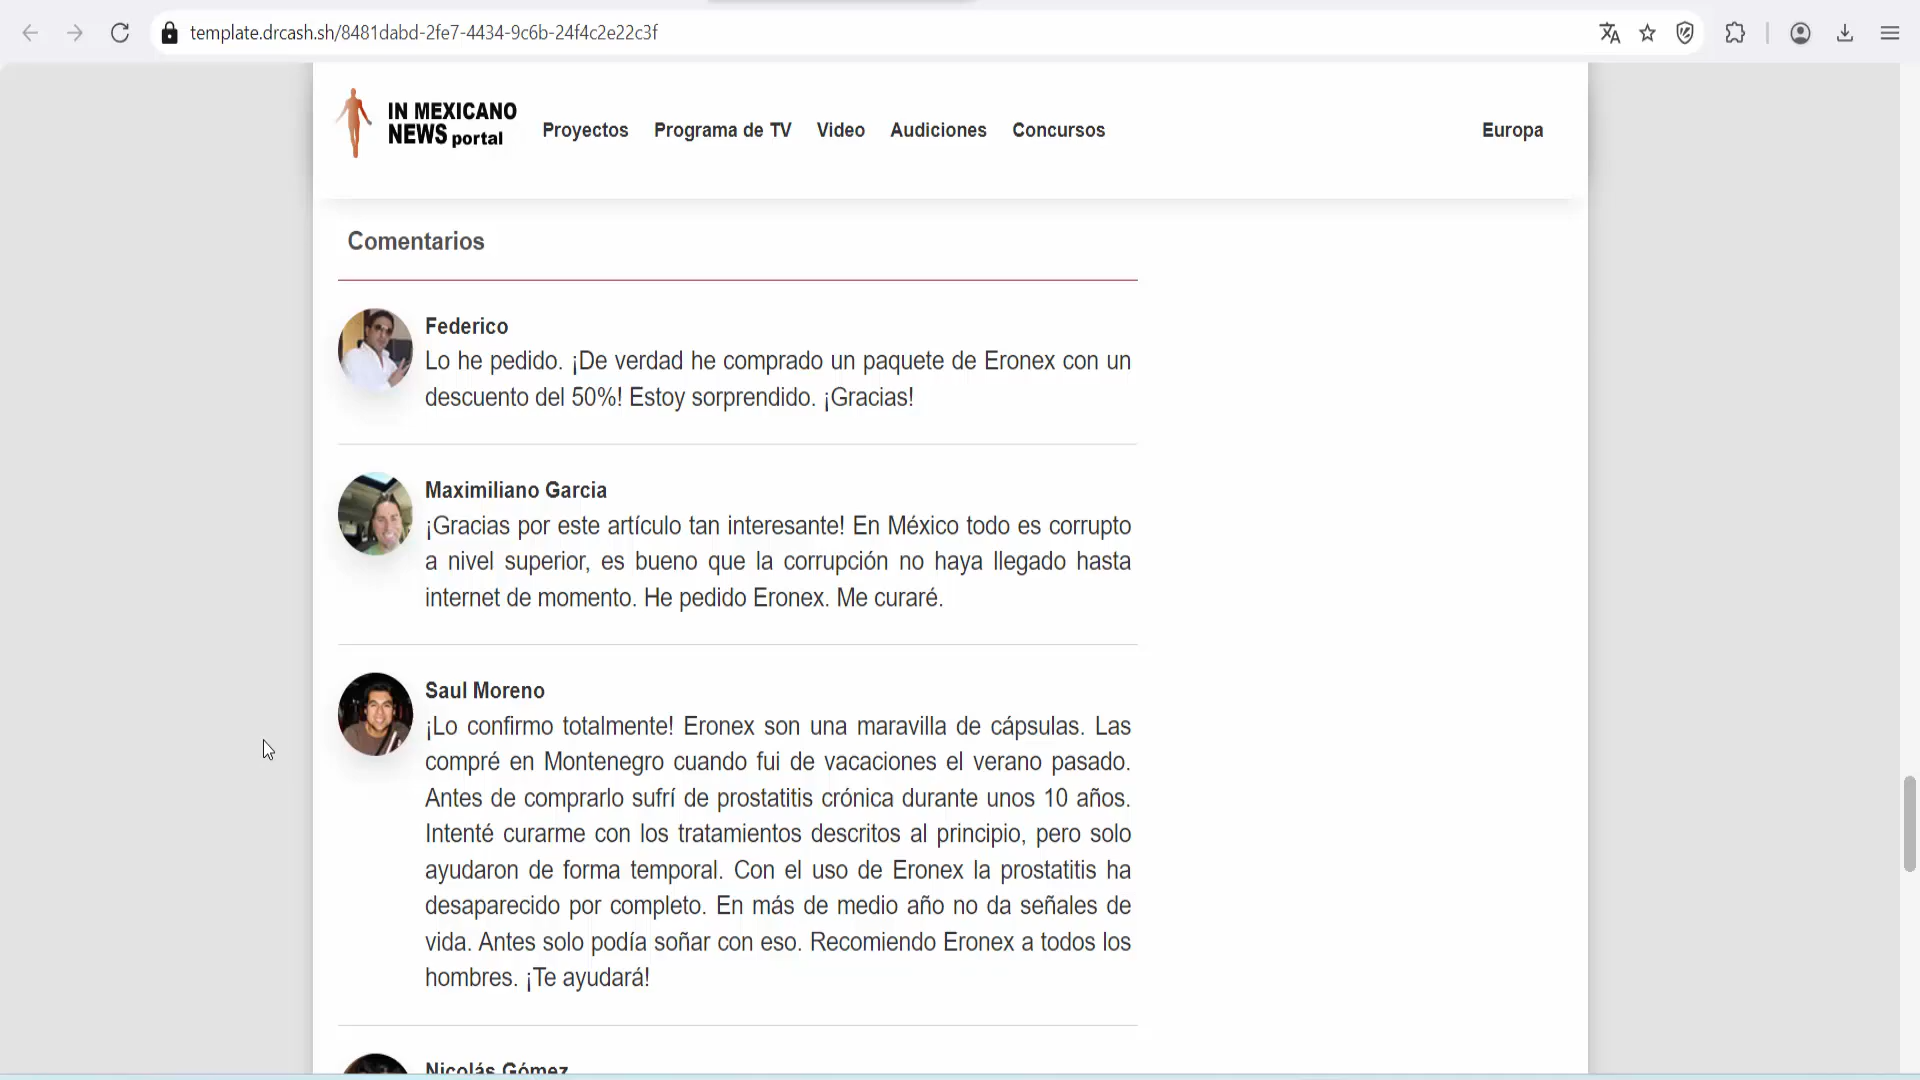 template.drcash.sh/8481dabd-2fe7-4434-9c6b-24f4c2e22c3f
IN MEXICANO
NEWS portal
Proyectos
Programa de TV
Video
Audiciones
Concursos
Europa
Comentarios
Federico
Lo he pedido. ¡De verdad he comprado un paquete de Eronex con un
descuento del 50%! Estoy sorprendido. ¡Gracias!
Maximiliano Garcia
¡Gracias por este artículo tan interesante! En México todo es corrupto
a nivel superior, es bueno que la corrupción no haya llegado hasta
internet de momento. He pedido Eronex. Me curaré.
Saul Moreno
¡Lo confirmo totalmente! Eronex son una maravilla de cápsulas. Las
compré en Montenegro cuando fui de vacaciones el verano pasado.
Antes de comprarlo sufrí de prostatitis crónica durante unos 10 años.
Intenté curarme con los tratamientos descritos al principio, pero solo
ayudaron de forma temporal. Con el uso de Eronex la prostatitis ha
desaparecido por completo. En más de medio año no da señales de
vida. Antes solo podía soñar con eso. Recomiendo Eronex a todos los
hombres. ¡Te ayudará!
Nicolás Gómez